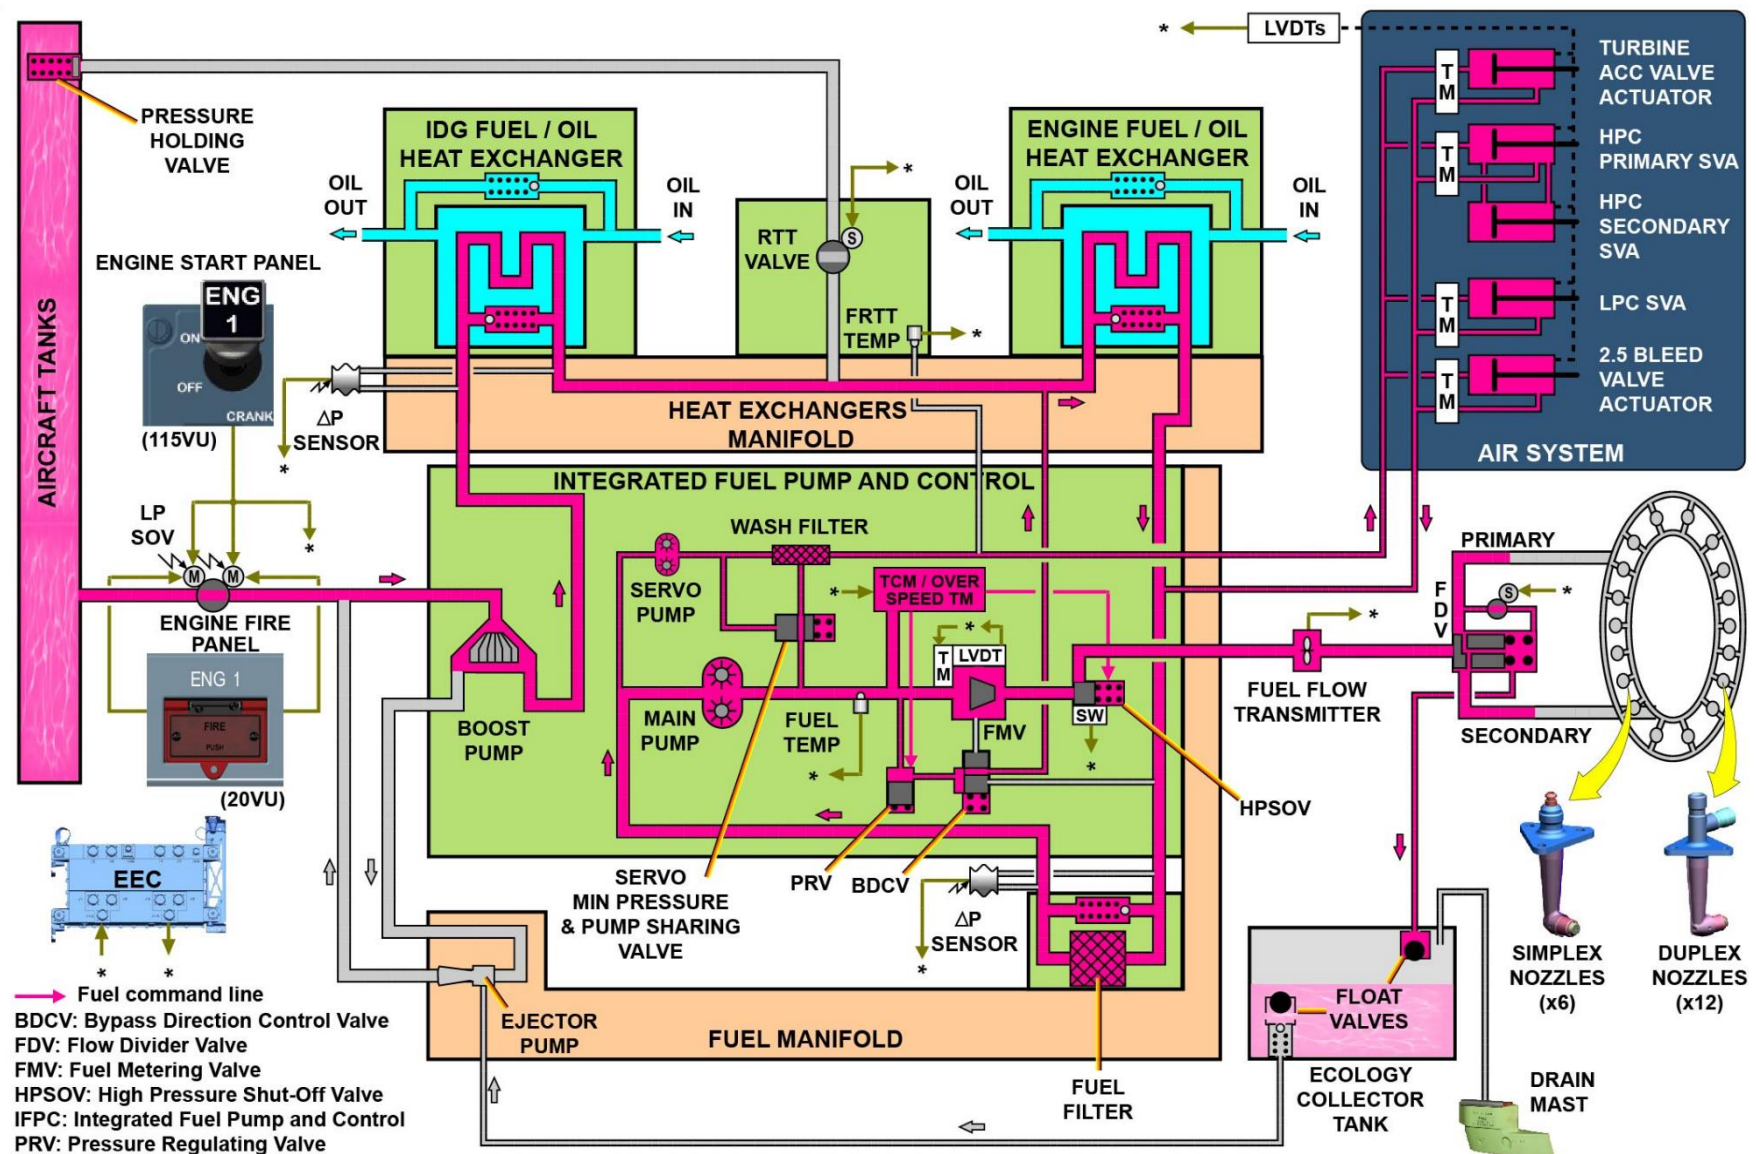 * LVDTs
TURBINE
ACC VALVE
ACTUATOR
TM
HPC
PRIMARY SVA
TM
HPC
SECONDARY
SVA
TM
LPC SVA
TM
2.5 BLEED
VALVE
ACTUATOR
AIR SYSTEM
AIRCRAFT TANKS
PRESSURE
HOLDING
VALVE
IDG FUEL / OIL
HEAT EXCHANGER
OIL
OUT
OIL
IN
RTT
VALVE
S
*
FRTT
TEMP
*
ENGINE FUEL / OIL
HEAT EXCHANGER
OIL
OUT
OIL
IN
HEAT EXCHANGERS
MANIFOLD
ΔP
SENSOR
*
ENGINE START PANEL
ENG
1
ON
OFF
CRANK
(115VU)
*
LP
SOV
M
M
ENGINE FIRE
PANEL
ENG 1
FIRE
PUSH
(20VU)
INTEGRATED FUEL PUMP AND CONTROL
WASH FILTER
SERVO
PUMP
* TCM / OVER
SPEED TM
*
TM
LVDT
BOOST
PUMP
MAIN
PUMP
FUEL
TEMP
*
FMV
SW
*
HPSOV
SERVO
MIN PRESSURE
& PUMP SHARING
VALVE
PRV
BDCV
ΔP
SENSOR
*
FUEL FLOW
TRANSMITTER
*
PRIMARY
FDV
S
*
SECONDARY
EEC
*
*
EJECTOR
PUMP
FUEL MANIFOLD
FUEL
FILTER
FLOAT
VALVES
ECOLOGY
COLLECTOR
TANK
DRAIN
MAST
SIMPLEX
NOZZLES
(x6)
DUPLEX
NOZZLES
(x12)
Fuel command line
BDCV: Bypass Direction Control Valve
FDV: Flow Divider Valve
FMV: Fuel Metering Valve
HPSOV: High Pressure Shut-Off Valve
IFPC: Integrated Fuel Pump and Control
PRV: Pressure Regulating Valve